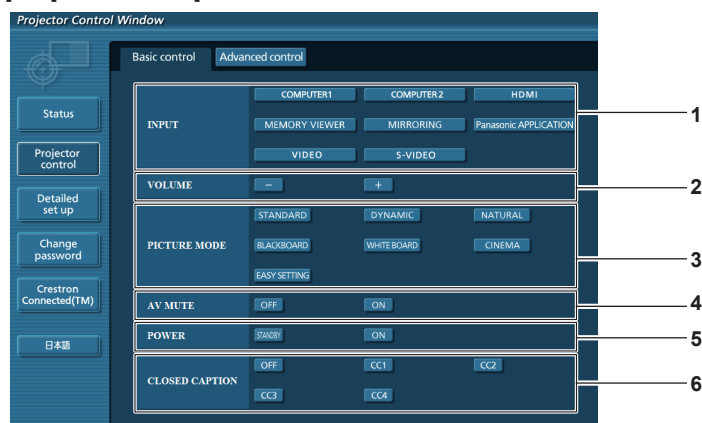 Projector Control Window
Basic control Advanced control
Status
Projector
control
Detailed
set up
Change
password
Crestron
Connected(TM)
日本語
INPUT
COMPUTER1 COMPUTER2 HDMI
MEMORY VIEWER MIRRORING Panasonic APPLICATION
VIDEO S-VIDEO
1
VOLUME - +
2
PICTURE MODE
STANDARD DYNAMIC NATURAL
BLACKBOARD WHITE BOARD CINEMA
EASY SETTING
3
AV MUTE OFF ON
4
POWER STANDBY ON
5
CLOSED CAPTION
OFF CC1 CC2
CC3 CC4
6